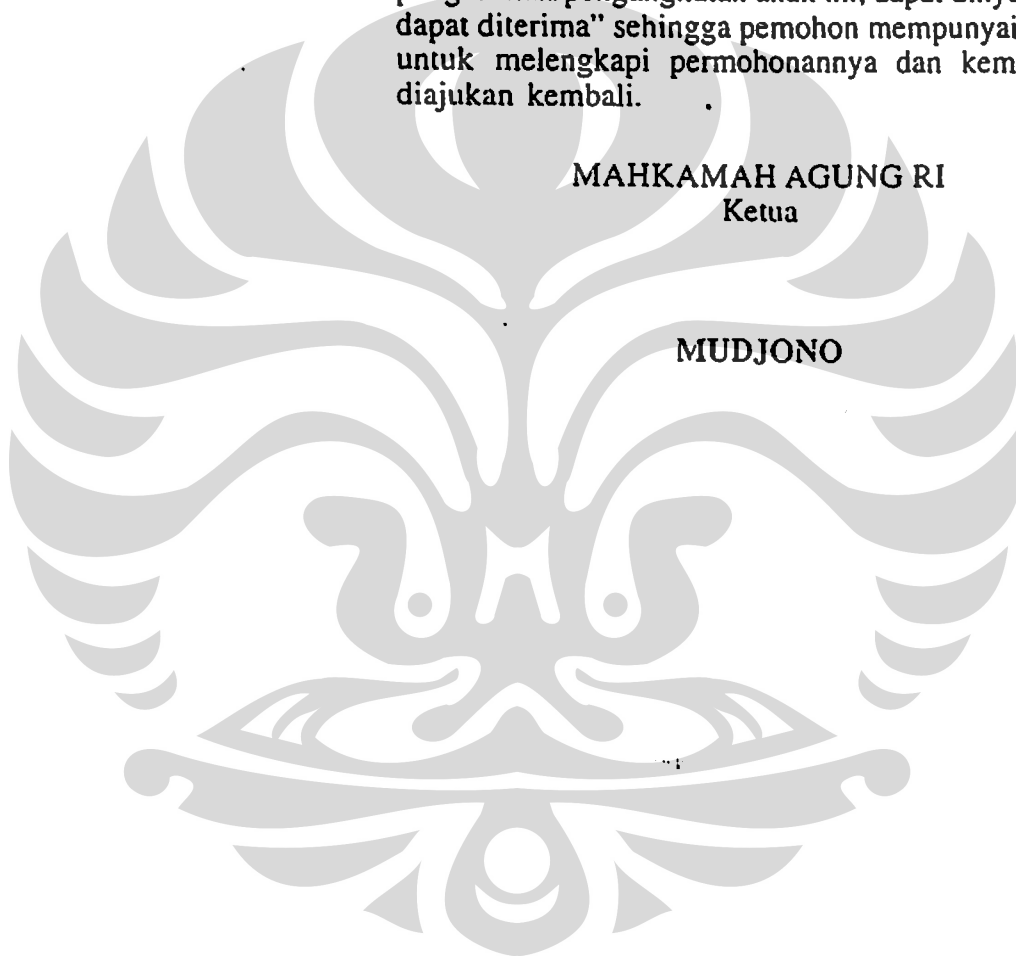 dapat diterima" sehingga pemohon mempunyai
untuk melengkapi permohonannya dan kem
diajukan kembali.
MAHKAMAH AGUNG RI
Ketua
MUDJONO